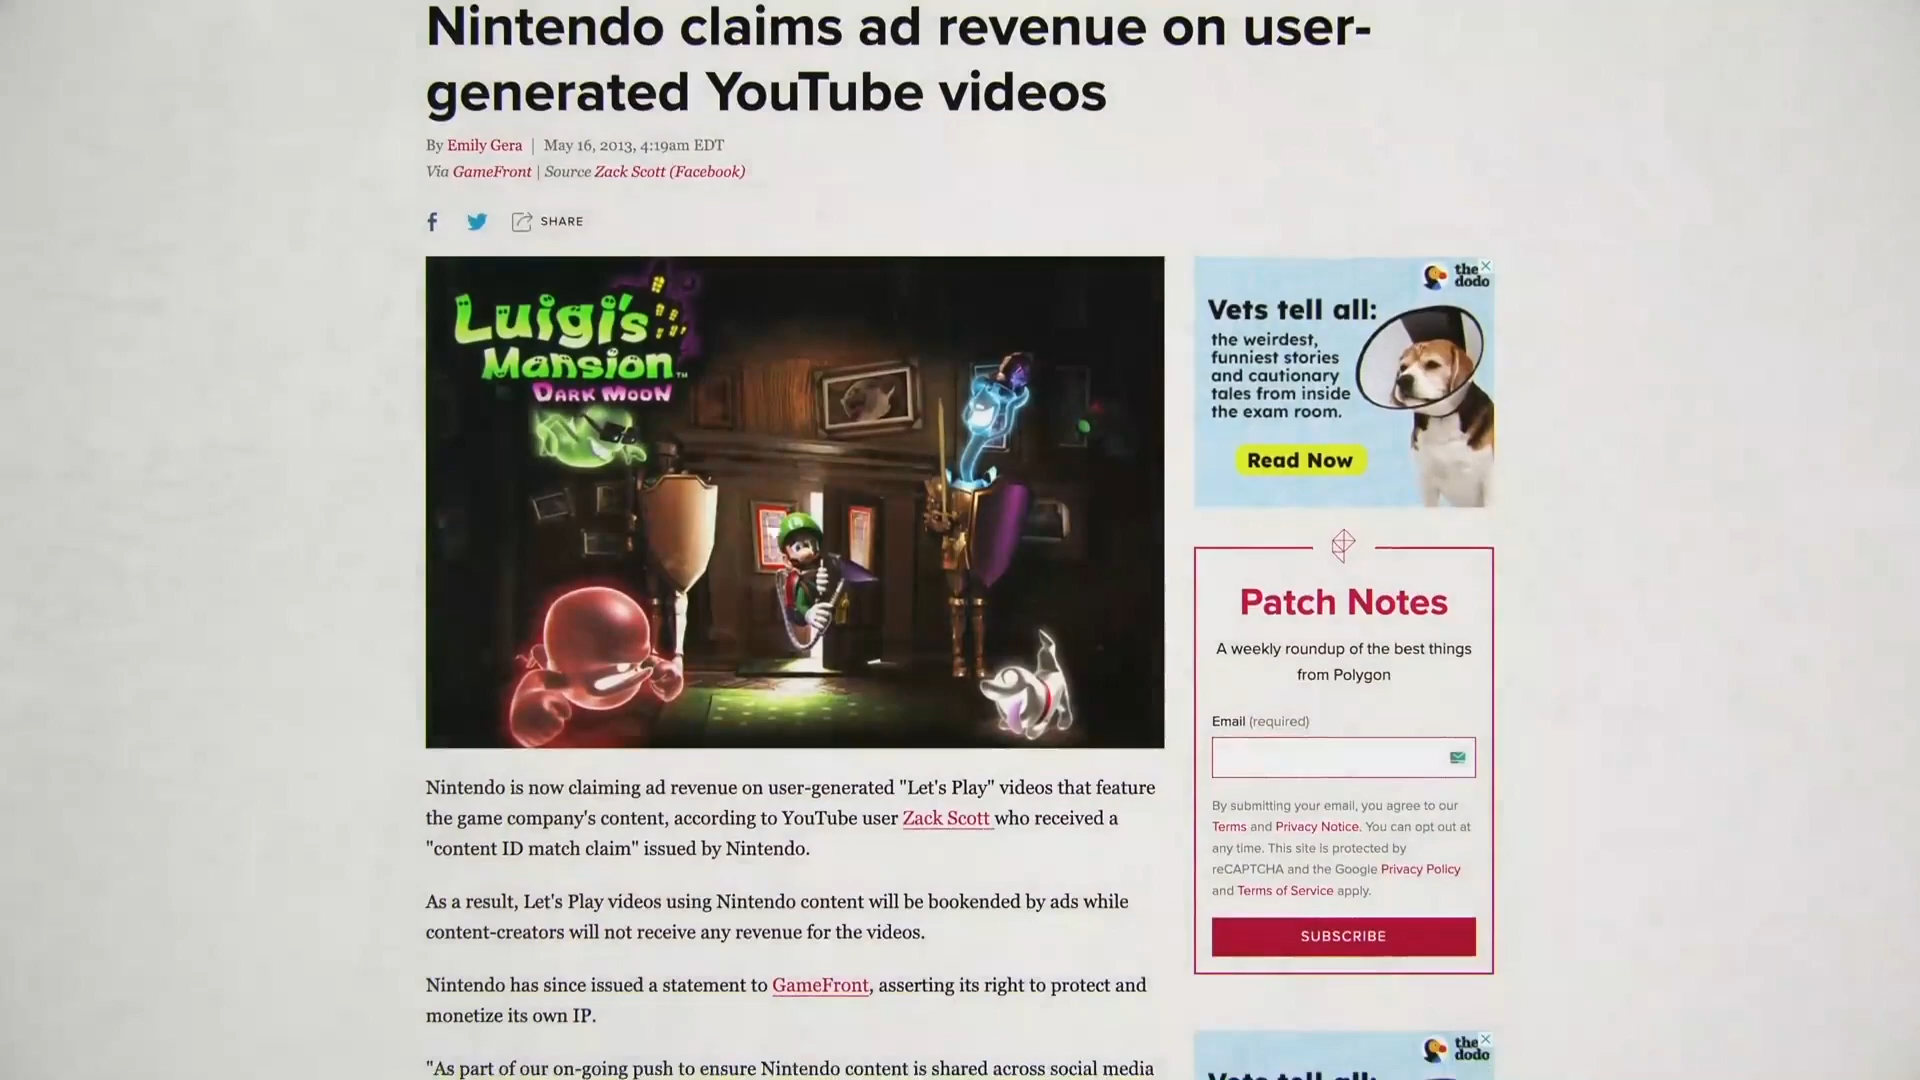 Nintendo claims ad revenue on user-
generated YouTube videos
By Emily Gera | May 16, 2013, 4:19am EDT
Via GameFront | Source Zack Scott (Facebook)
f
SHARE
Luigi's
Mansion™
DARK MOON
Nintendo is now claiming ad revenue on user-generated "Let's Play" videos that feature
the game company's content, according to YouTube user Zack Scott who received a
"content ID match claim" issued by Nintendo.
As a result, Let's Play videos using Nintendo content will be bookended by ads while
content-creators will not receive any revenue for the videos.
Nintendo has since issued a statement to GameFront, asserting its right to protect and
monetize its own IP.
"As part of our on-going push to ensure Nintendo content is shared across social media
the
dodo
Vets tell all:
the weirdest,
funniest stories
and cautionary
tales from inside
the exam room.
Read Now
Patch Notes
A weekly roundup of the best things
from Polygon
Email (required)
By submitting your email, you agree to our
Terms and Privacy Notice. You can opt out at
any time. This site is protected by
reCAPTCHA and the Google Privacy Policy
and Terms of Service apply.
SUBSCRIBE
the
dodo
Vets tell all: